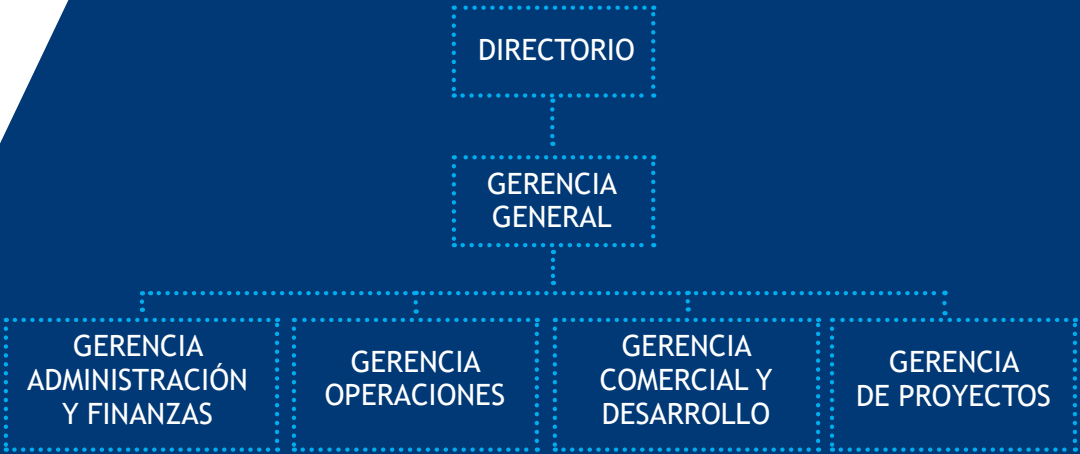 DIRECTORIO
GERENCIA
GENERAL
GERENCIA
ADMINISTRACIÓN
Y FINANZAS
GERENCIA
OPERACIONES
GERENCIA
COMERCIAL Y
DESARROLLO
GERENCIA
DE PROYECTOS